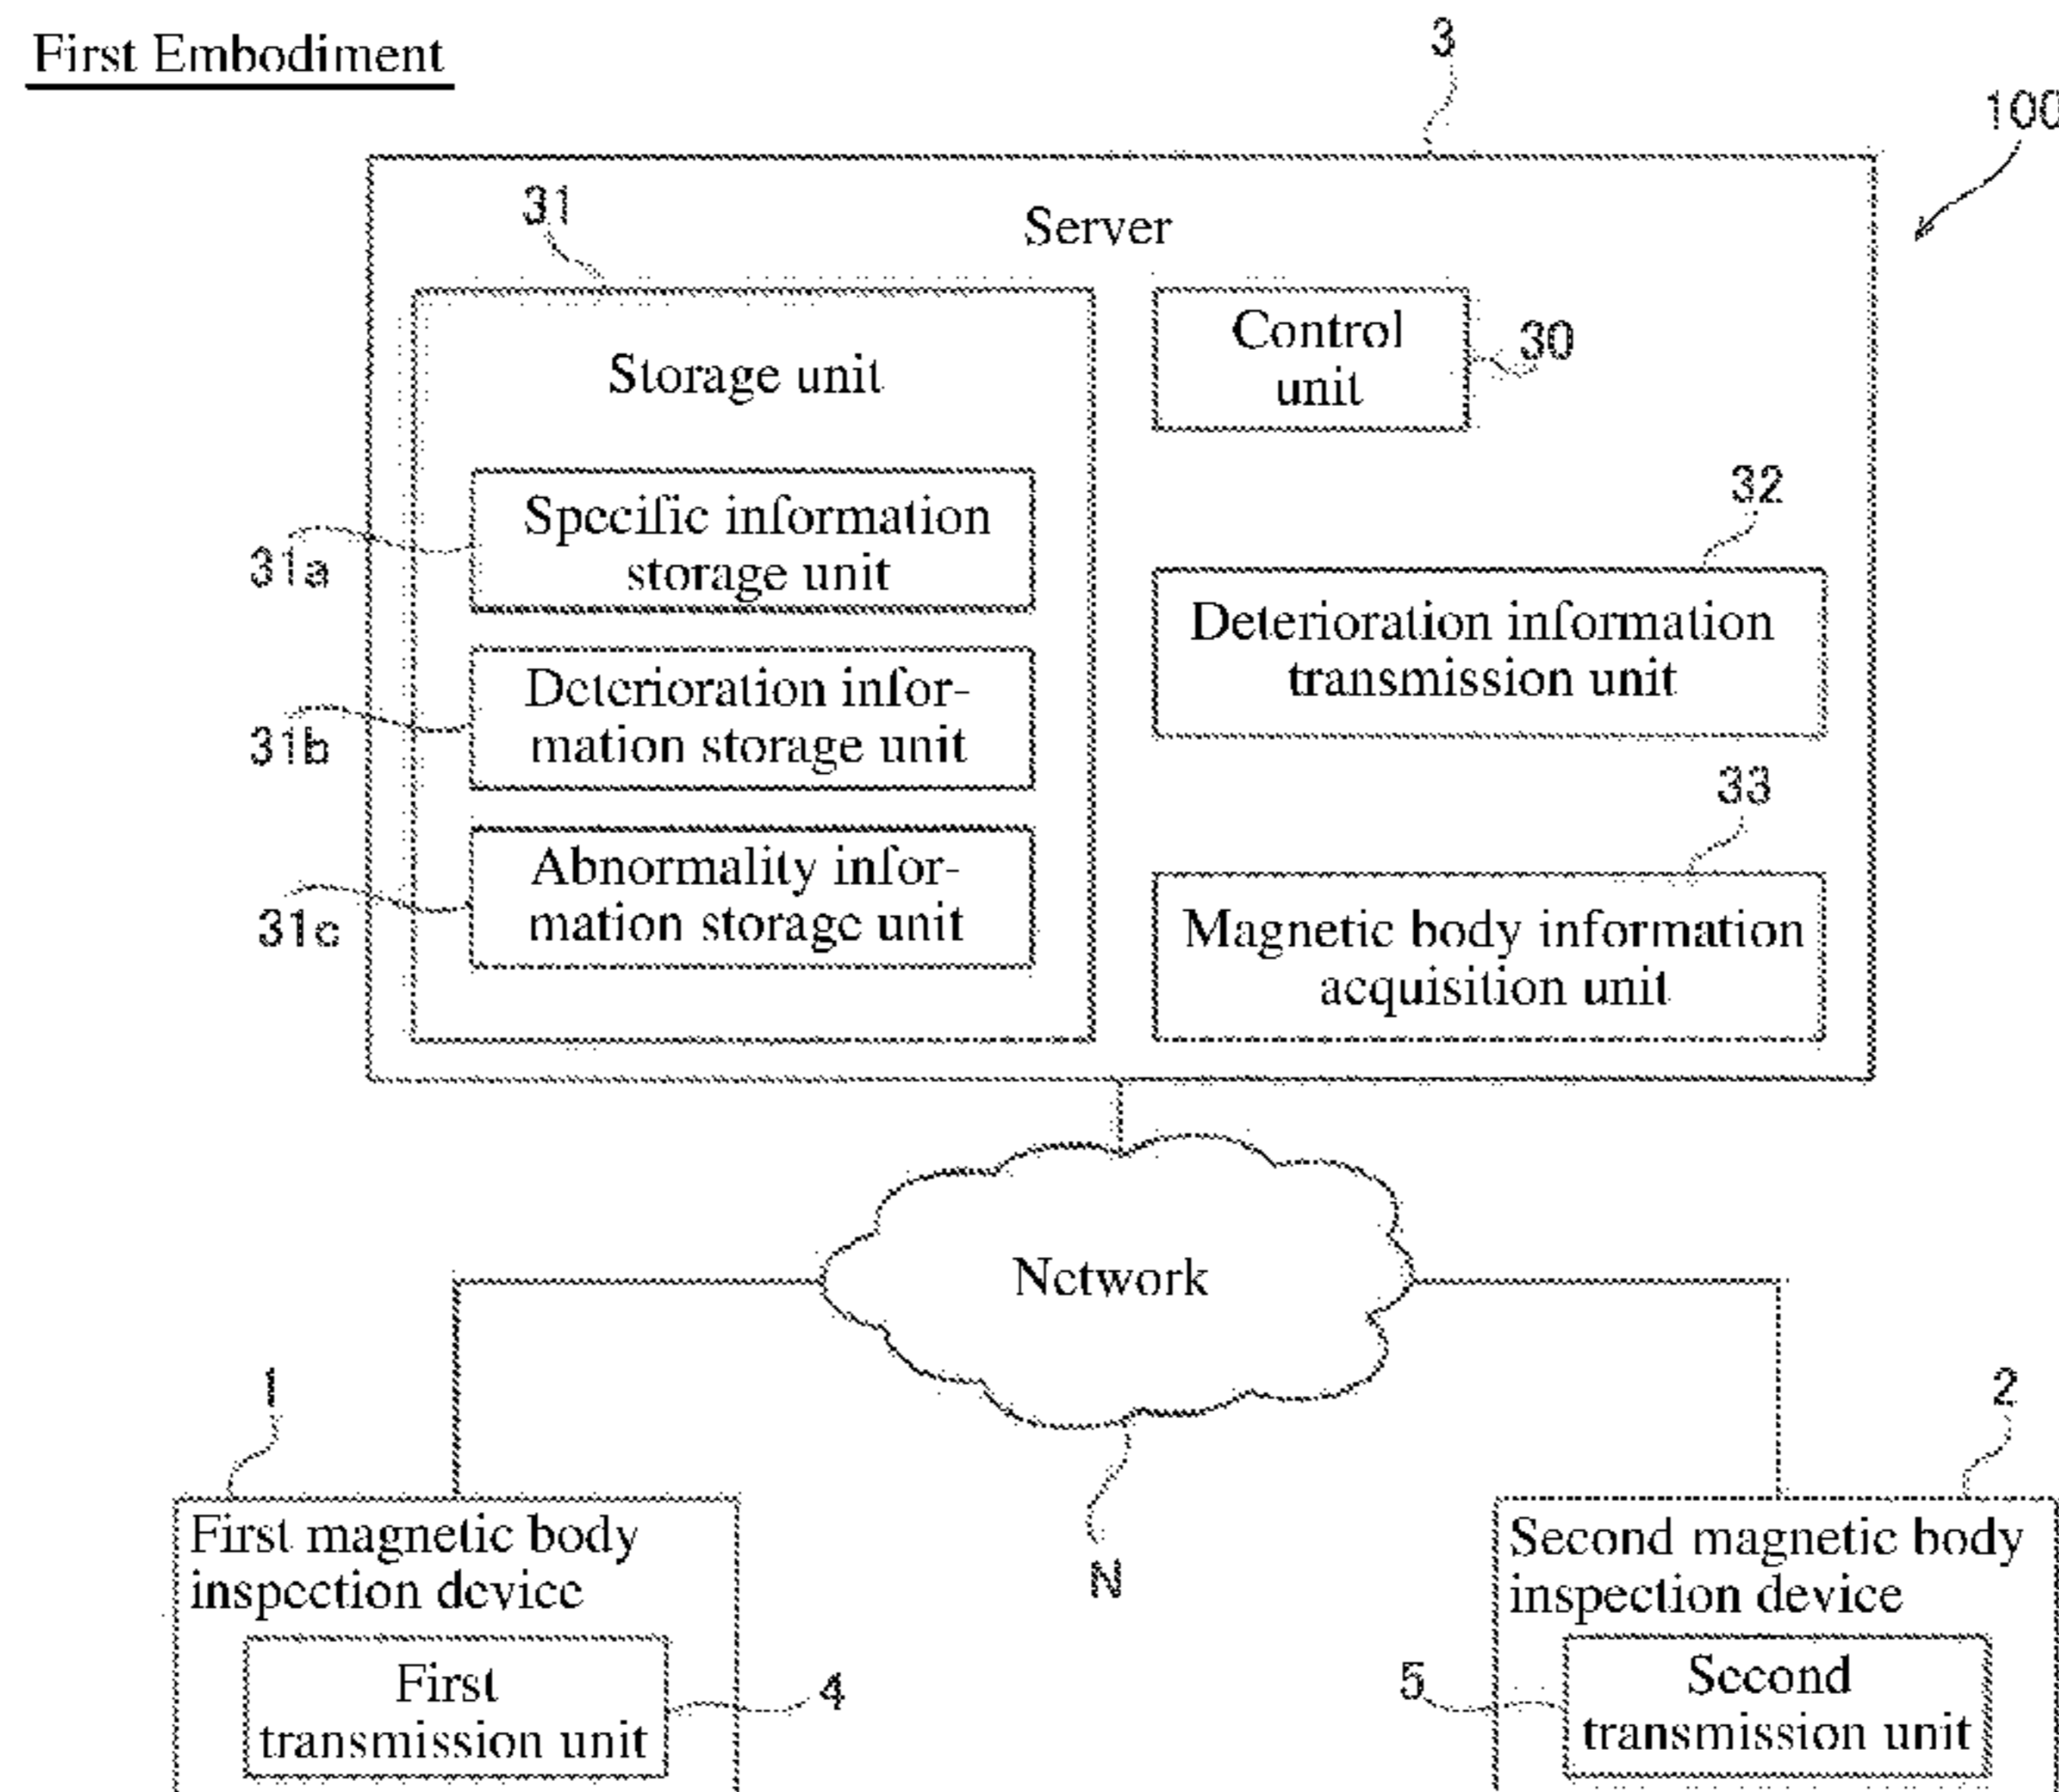 First Embodiment
3
100
31
Server
Storage unit
Control
unit
30
Specific information
storage unit
31a
32
Deterioration information
transmission unit
Deterioration infor-
mation storage unit
31b
33
Abnormality infor-
mation storage unit
31c
Magnetic body information
acquisition unit
Network
1
2
First magnetic body
inspection device
N
Second magnetic body
inspection device
First
transmission unit
4
5
Second
transmission unit